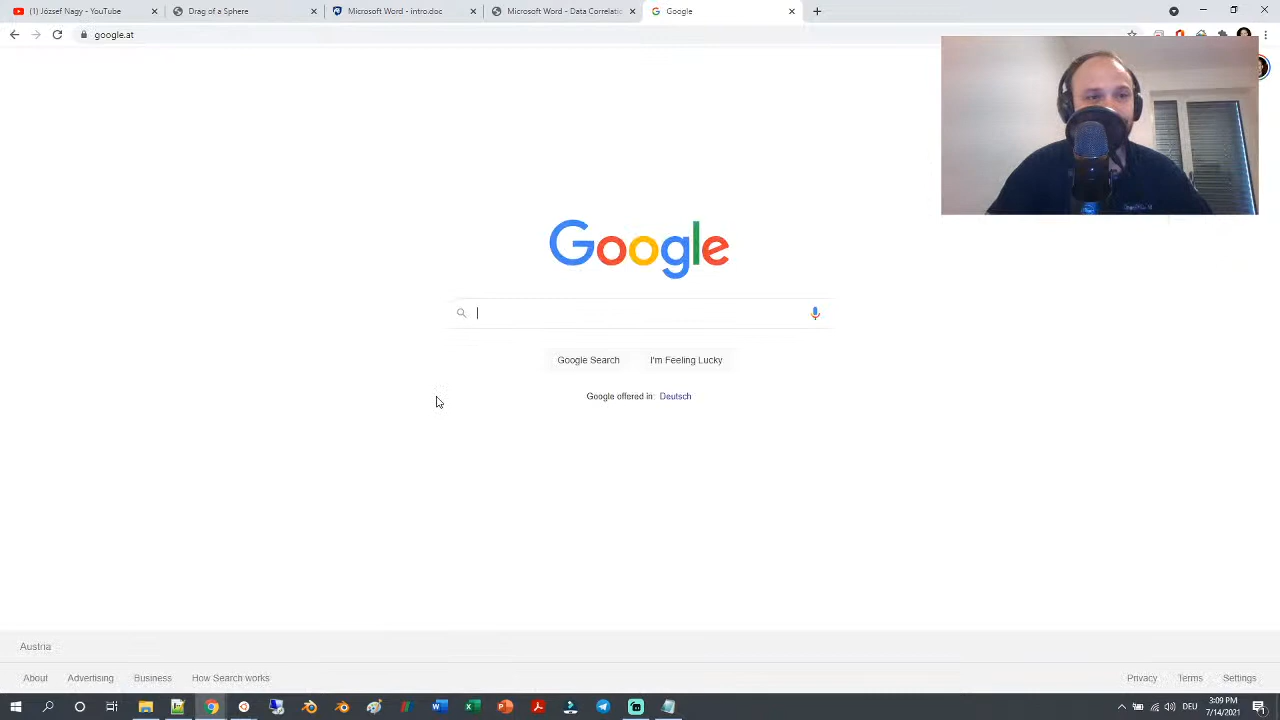 (1) József Nagy - YouTube
Drag of a Sphere
Microsoft Word - intro.doc
Microsoft Word - Data Correlatio
Google
google.at
Google
Google Search
I'm Feeling Lucky
Google offered in: Deutsch
Austria
About
Advertising
Business
How Search works
Privacy
Terms
Settings
DEU
3:09 PM
7/14/2021